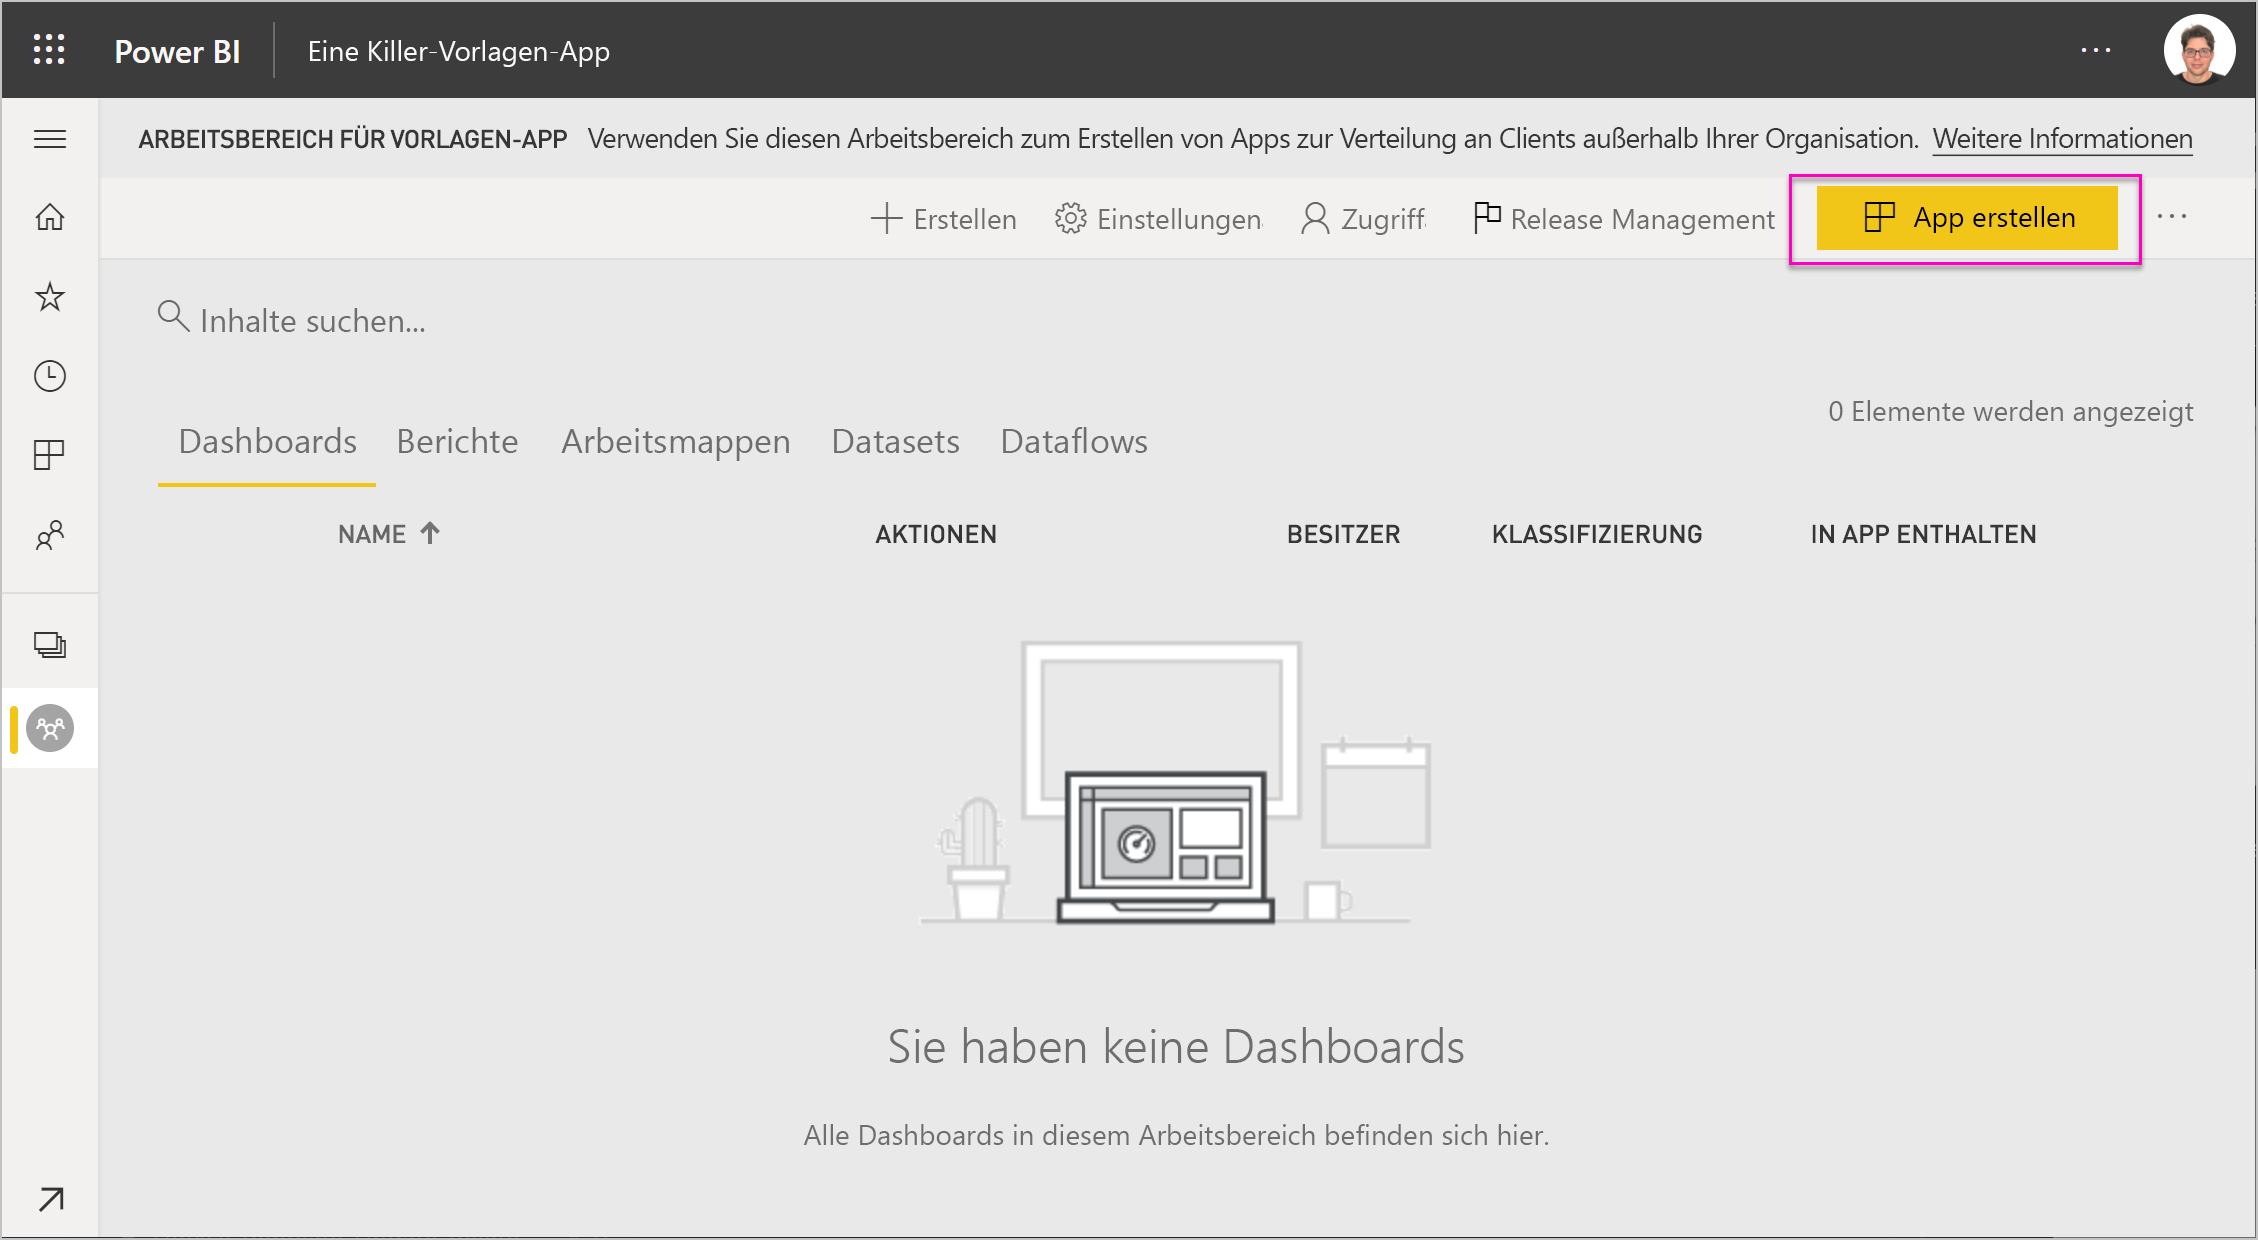 Power BI
Eine Killer-Vorlagen-App
ARBEITSBEREICH FÜR VORLAGEN-APP Verwenden Sie diesen Arbeitsbereich zum Erstellen von Apps zur Verteilung an Clients außerhalb Ihrer Organisation. Weitere Informationen
Erstellen Einstellungen Zugriff Release Management App erstellen
Inhalte suchen...
0 Elemente werden angezeigt
Dashboards Berichte Arbeitsmappen Datasets Dataflows
NAME AKTIONEN BESITZER KLASSIFIZIERUNG IN APP ENTHALTEN
Sie haben keine Dashboards
Alle Dashboards in diesem Arbeitsbereich befinden sich hier.